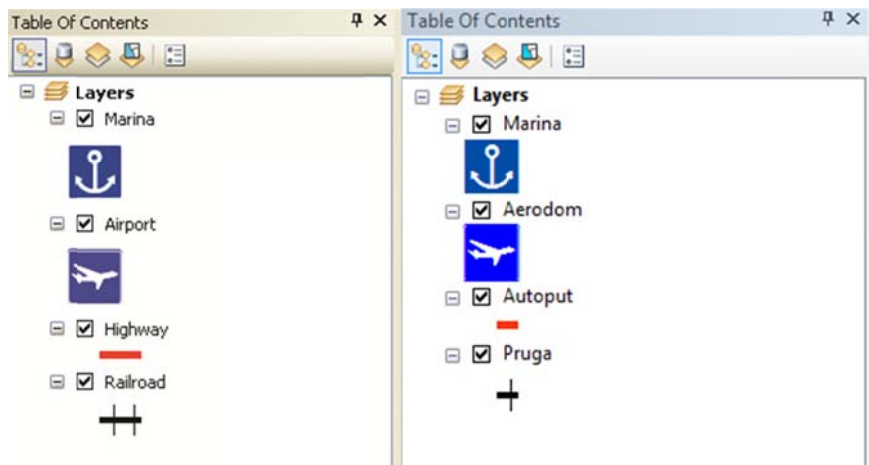 Table Of Contents
Layers
Marina
Airport
Highway
Railroad
Table Of Contents
Layers
Marina
Aerodom
Autoput
Pruga